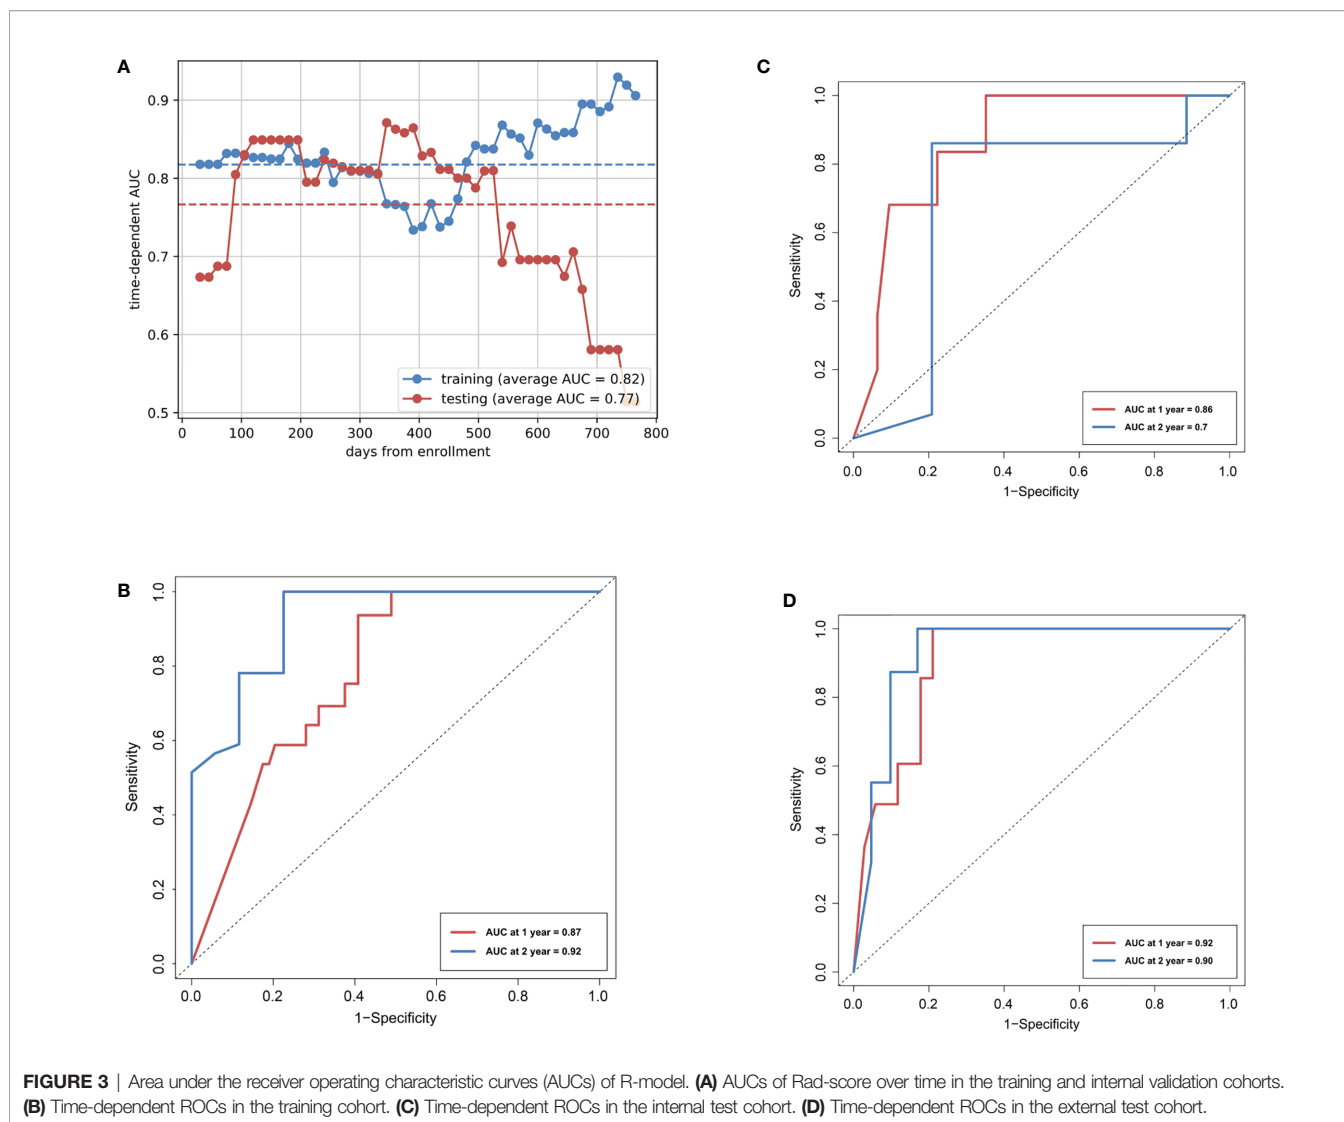 A
0.9
0.8
0.7
0.6
0.5
time-dependent AUC
training (average AUC = 0.82)
testing (average AUC = 0.77)
0 100 200 300 400 500 600 700 800
days from enrollment
C
1.0
0.8
0.6
0.4
0.2
0.0
Sensitivity
AUC at 1 year = 0.86
AUC at 2 year = 0.7
0.0 0.2 0.4 0.6 0.8 1.0
1−Specificity
B
1.0
0.8
0.6
0.4
0.2
0.0
Sensitivity
AUC at 1 year = 0.87
AUC at 2 year = 0.92
0.0 0.2 0.4 0.6 0.8 1.0
1−Specificity
D
1.0
0.8
0.6
0.4
0.2
0.0
Sensitivity
AUC at 1 year = 0.92
AUC at 2 year = 0.90
0.0 0.2 0.4 0.6 0.8 1.0
1−Specificity
FIGURE 3 | Area under the receiver operating characteristic curves (AUCs) of R-model. (A) AUCs of Rad-score over time in the training and internal validation cohorts.
(B) Time-dependent ROCs in the training cohort. (C) Time-dependent ROCs in the internal test cohort. (D) Time-dependent ROCs in the external test cohort.